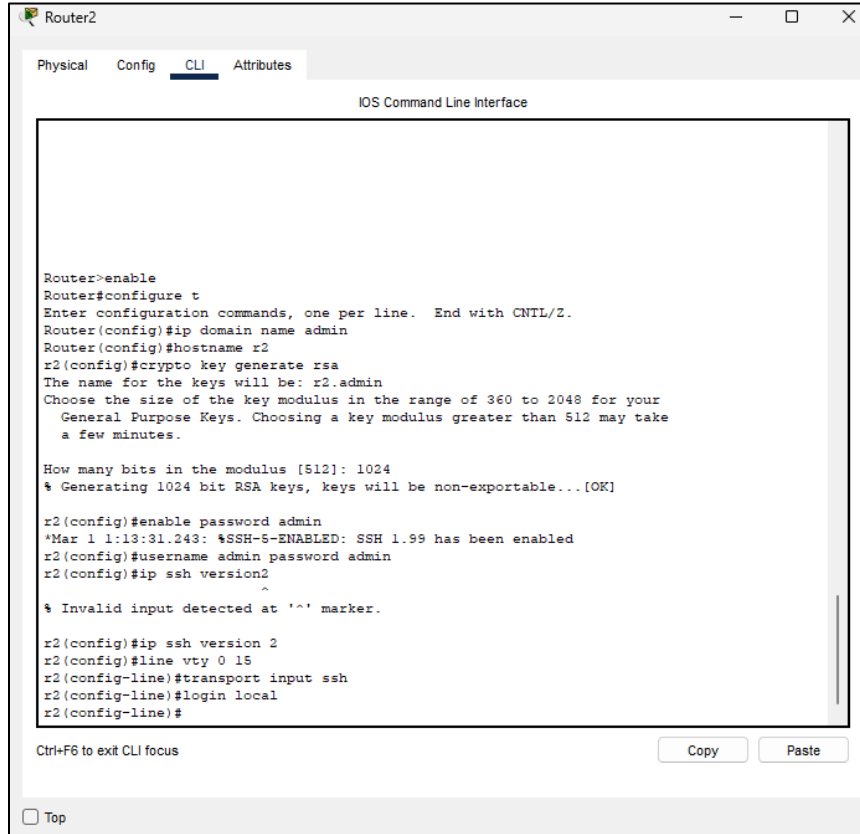 Router2
Physical Config CLI Attributes
IOS Command Line Interface
Router>enable
Router#configure t
Enter configuration commands, one per line.  End with CNTL/Z.
Router(config)#ip domain name admin
Router(config)#hostname r2
r2(config)#crypto key generate rsa
The name for the keys will be: r2.admin
Choose the size of the key modulus in the range of 360 to 2048 for your
  General Purpose Keys. Choosing a key modulus greater than 512 may take
  a few minutes.
How many bits in the modulus [512]: 1024
% Generating 1024 bit RSA keys, keys will be non-exportable...[OK]
r2(config)#enable password admin
*Mar 1 1:13:31.243: %SSH-5-ENABLED: SSH 1.99 has been enabled
r2(config)#username admin password admin
r2(config)#ip ssh version2
^
% Invalid input detected at '^' marker.
r2(config)#ip ssh version 2
r2(config)#line vty 0 15
r2(config-line)#transport input ssh
r2(config-line)#login local
r2(config-line)#
Ctrl+F6 to exit CLI focus Copy Paste
Top